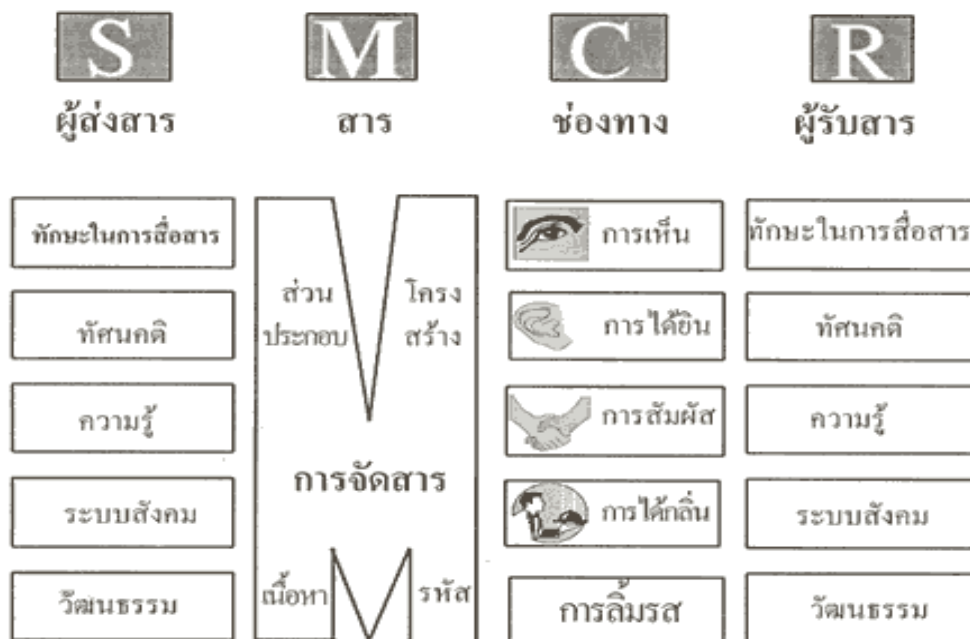 S
M
C
R
ผู้ส่งสาร
สาร
ช่องทาง
ผู้รับสาร
ทักษะในการสื่อสาร
ทัศนคติ
ความรู้
ระบบสังคม
วัฒนธรรม
ส่วน
ประกอบ
โครง
สร้าง
การจัดสาร
เนื้อหา
รหัส
การเห็น
การได้ยิน
การสัมผัส
การได้กลิ่น
การลิ้มรส
ทักษะในการสื่อสาร
ทัศนคติ
ความรู้
ระบบสังคม
วัฒนธรรม